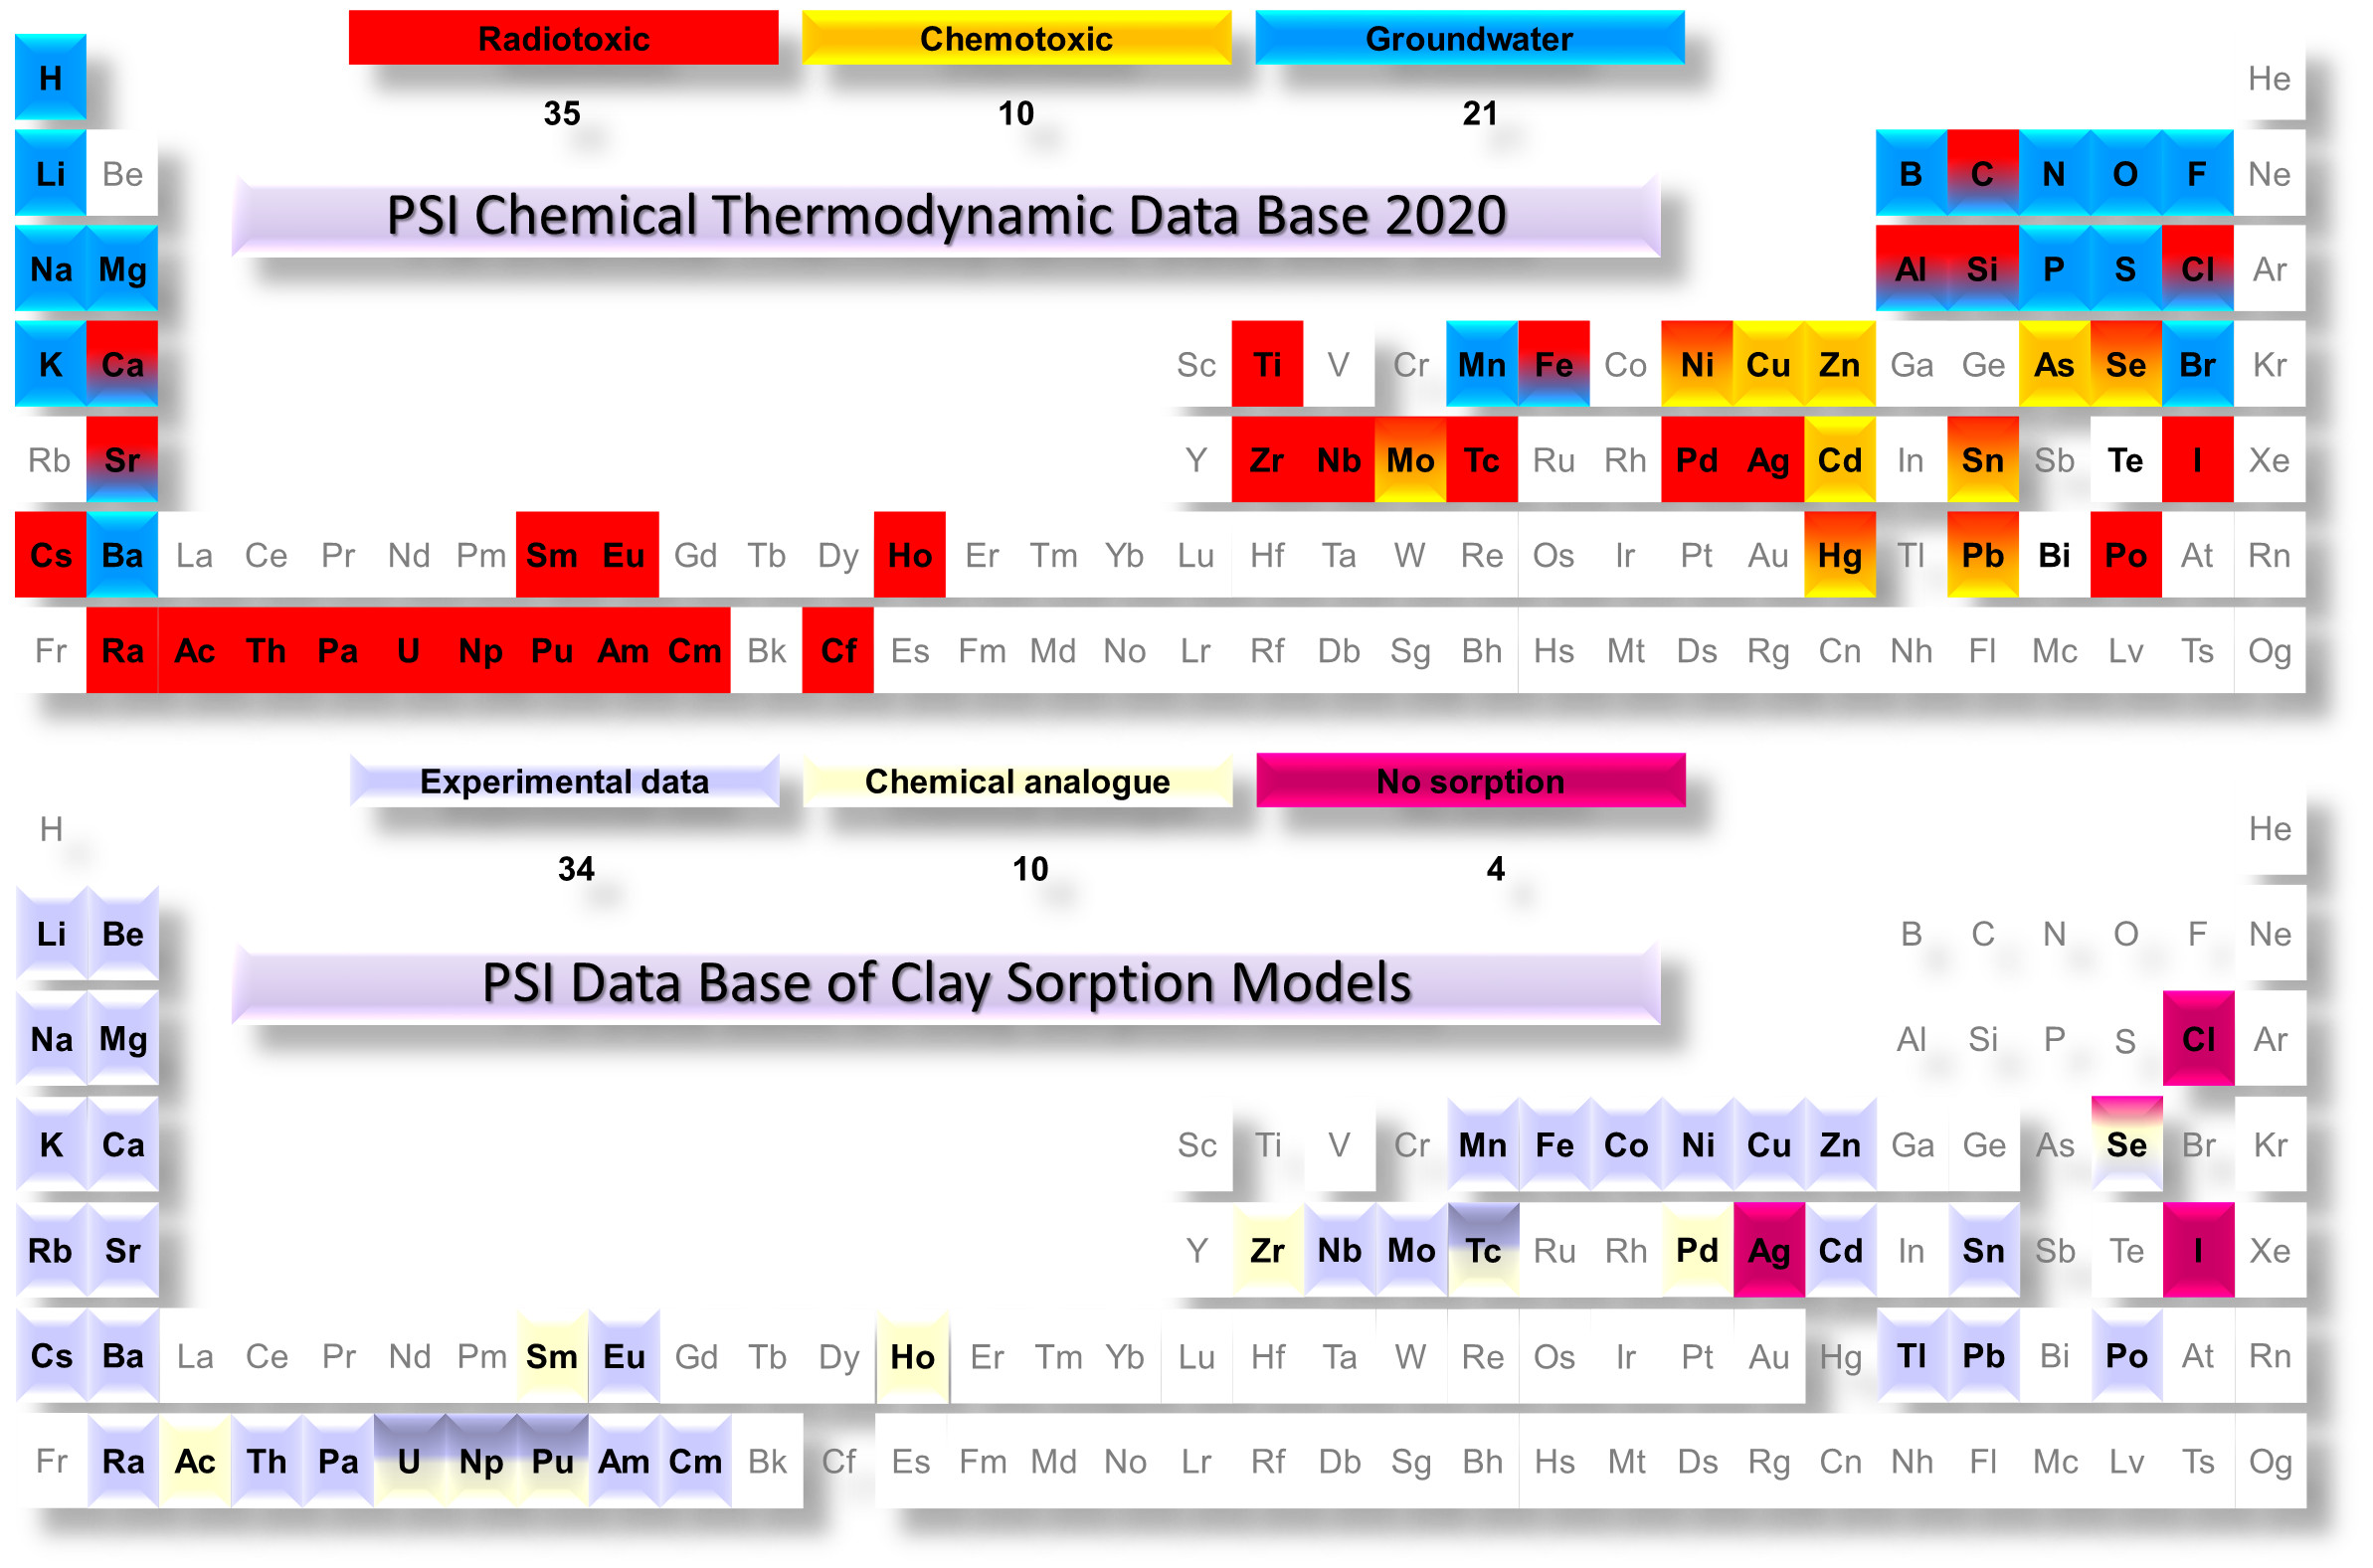 Radiotoxic Chemotoxic Groundwater
H He
35 10 21
Li Be B C N O F Ne
PSI Chemical Thermodynamic Data Base 2020
Na Mg Al Si P S Cl Ar
K Ca Sc Ti V Cr Mn Fe Co Ni Cu Zn Ga Ge As Se Br Kr
Rb Sr Y Zr Nb Mo Tc Ru Rh Pd Ag Cd In Sn Sb Te I Xe
Cs Ba La Ce Pr Nd Pm Sm Eu Gd Tb Dy Ho Er Tm Yb Lu Hf Ta W Re Os Ir Pt Au Hg Tl Pb Bi Po At Rn
Fr Ra Ac Th Pa U Np Pu Am Cm Bk Cf Es Fm Md No Lr Rf Db Sg Bh Hs Mt Ds Rg Cn Nh Fl Mc Lv Ts Og
Experimental data Chemical analogue No sorption
H He
34 10 4
Li Be B C N O F Ne
PSI Data Base of Clay Sorption Models
Na Mg Al Si P S Cl Ar
K Ca Sc Ti V Cr Mn Fe Co Ni Cu Zn Ga Ge As Se Br Kr
Rb Sr Y Zr Nb Mo Tc Ru Rh Pd Ag Cd In Sn Sb Te I Xe
Cs Ba La Ce Pr Nd Pm Sm Eu Gd Tb Dy Ho Er Tm Yb Lu Hf Ta W Re Os Ir Pt Au Hg Tl Pb Bi Po At Rn
Fr Ra Ac Th Pa U Np Pu Am Cm Bk Cf Es Fm Md No Lr Rf Db Sg Bh Hs Mt Ds Rg Cn Nh Fl Mc Lv Ts Og